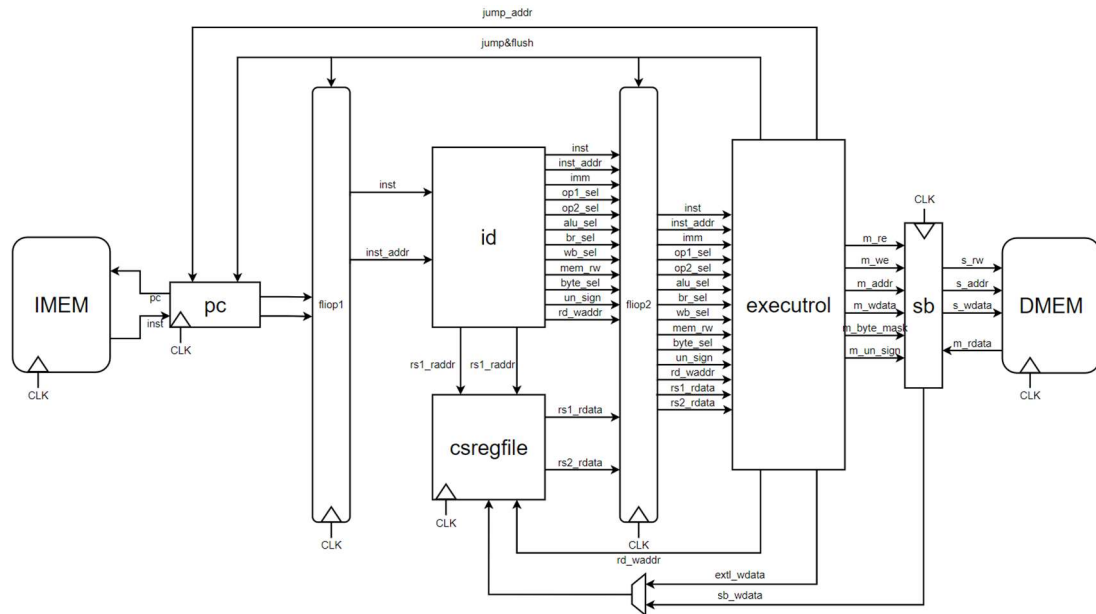 jump_addr
jump&flush
IMEM
pc
inst
CLK
pc
CLK
fliop1
CLK
inst
inst_addr
id
rs1_raddr
rs1_raddr
csregfile
CLK
inst
inst_addr
imm
op1_sel
op2_sel
alu_sel
br_sel
wb_sel
mem_rw
byte_sel
un_sign
rd_waddr
rs1_rdata
rs2_rdata
fliop2
CLK
inst
inst_addr
imm
op1_sel
op2_sel
alu_sel
br_sel
wb_sel
mem_rw
byte_sel
un_sign
rd_waddr
rs1_rdata
rs2_rdata
executrol
m_re
m_we
m_addr
m_wdata
m_byte_mask
m_un_sign
CLK
sb
s_rw
s_addr
s_wdata
m_rdata
DMEM
CLK
rd_waddr
extl_wdata
sb_wdata